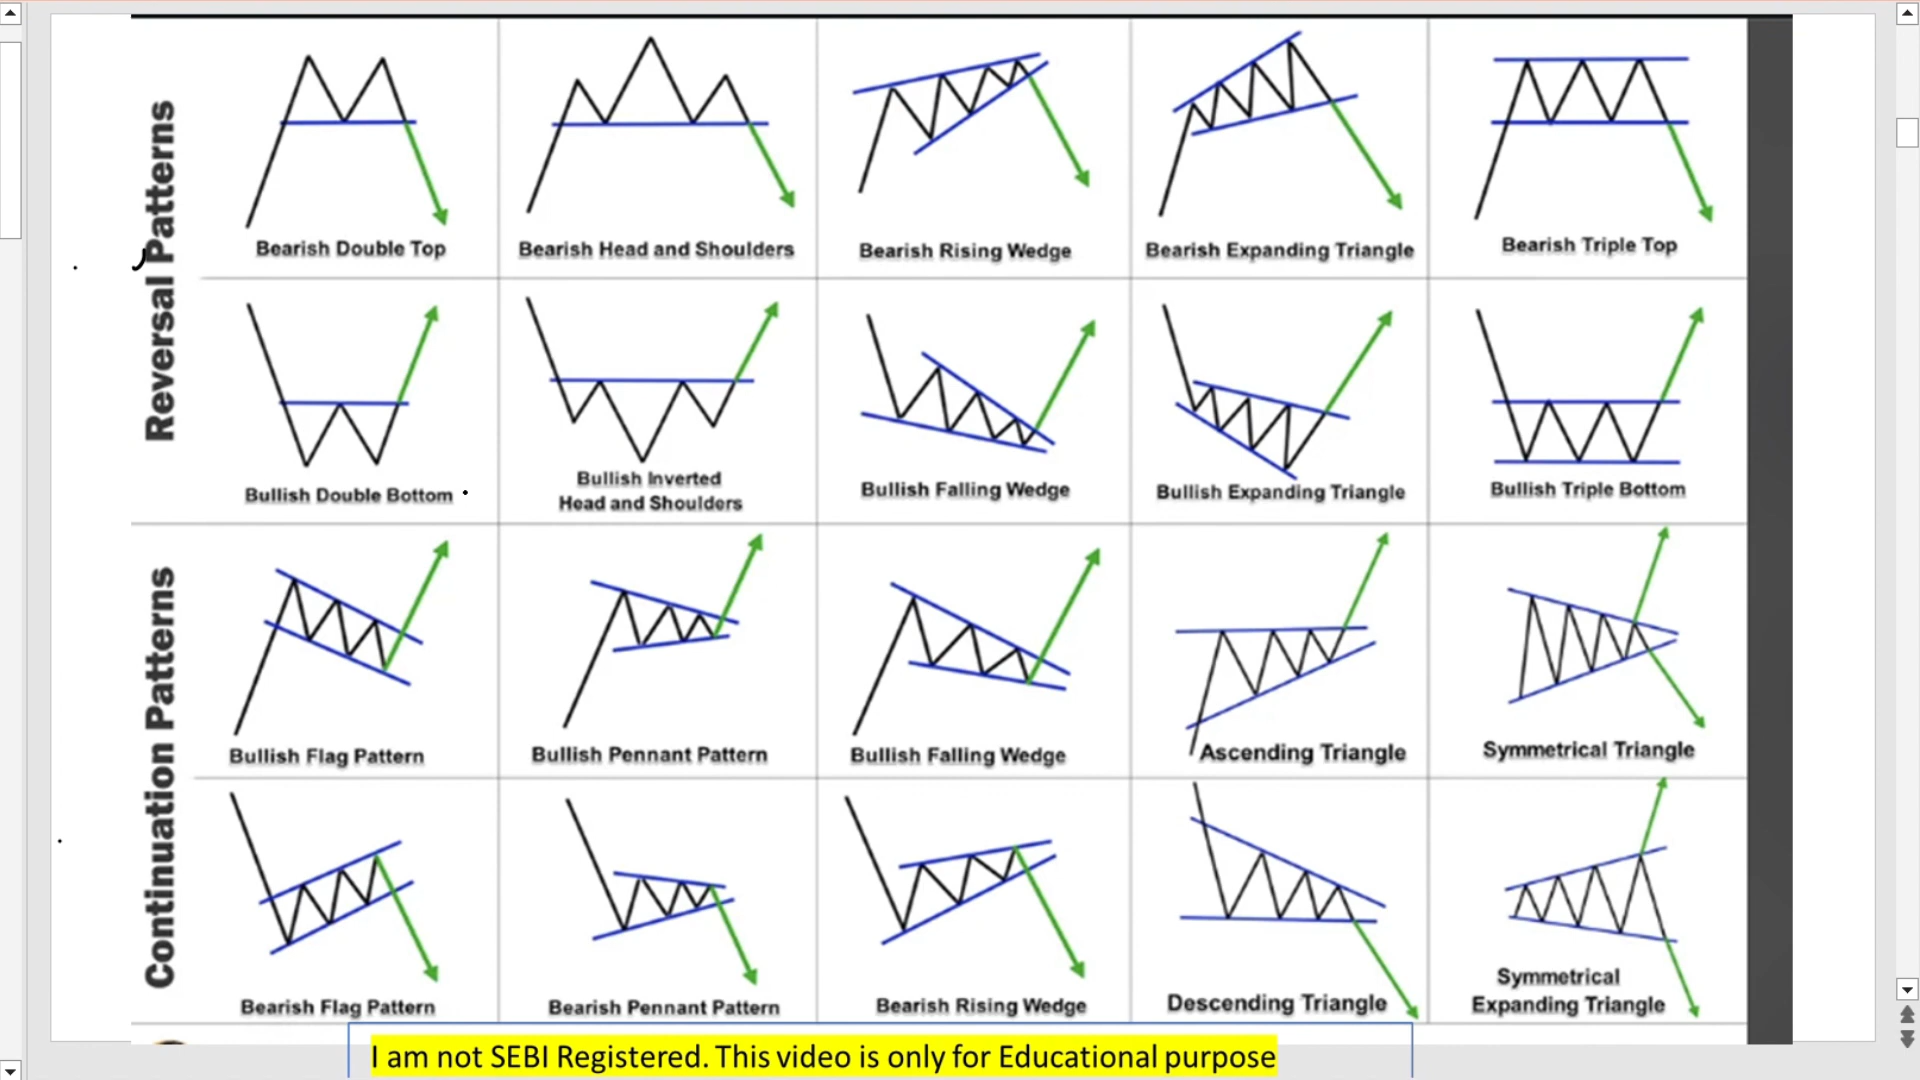 Reversal Patterns
Bearish Double Top
Bearish Head and Shoulders
Bearish Rising Wedge
Bearish Expanding Triangle
Bearish Triple Top
Bullish Double Bottom
Bullish Inverted
Head and Shoulders
Bullish Falling Wedge
Bullish Expanding Triangle
Bullish Triple Bottom
Continuation Patterns
Bullish Flag Pattern
Bullish Pennant Pattern
Bullish Falling Wedge
Ascending Triangle
Symmetrical Triangle
Bearish Flag Pattern
Bearish Pennant Pattern
Bearish Rising Wedge
Descending Triangle
Symmetrical
Expanding Triangle
I am not SEBI Registered. This video is only for Educational purpose